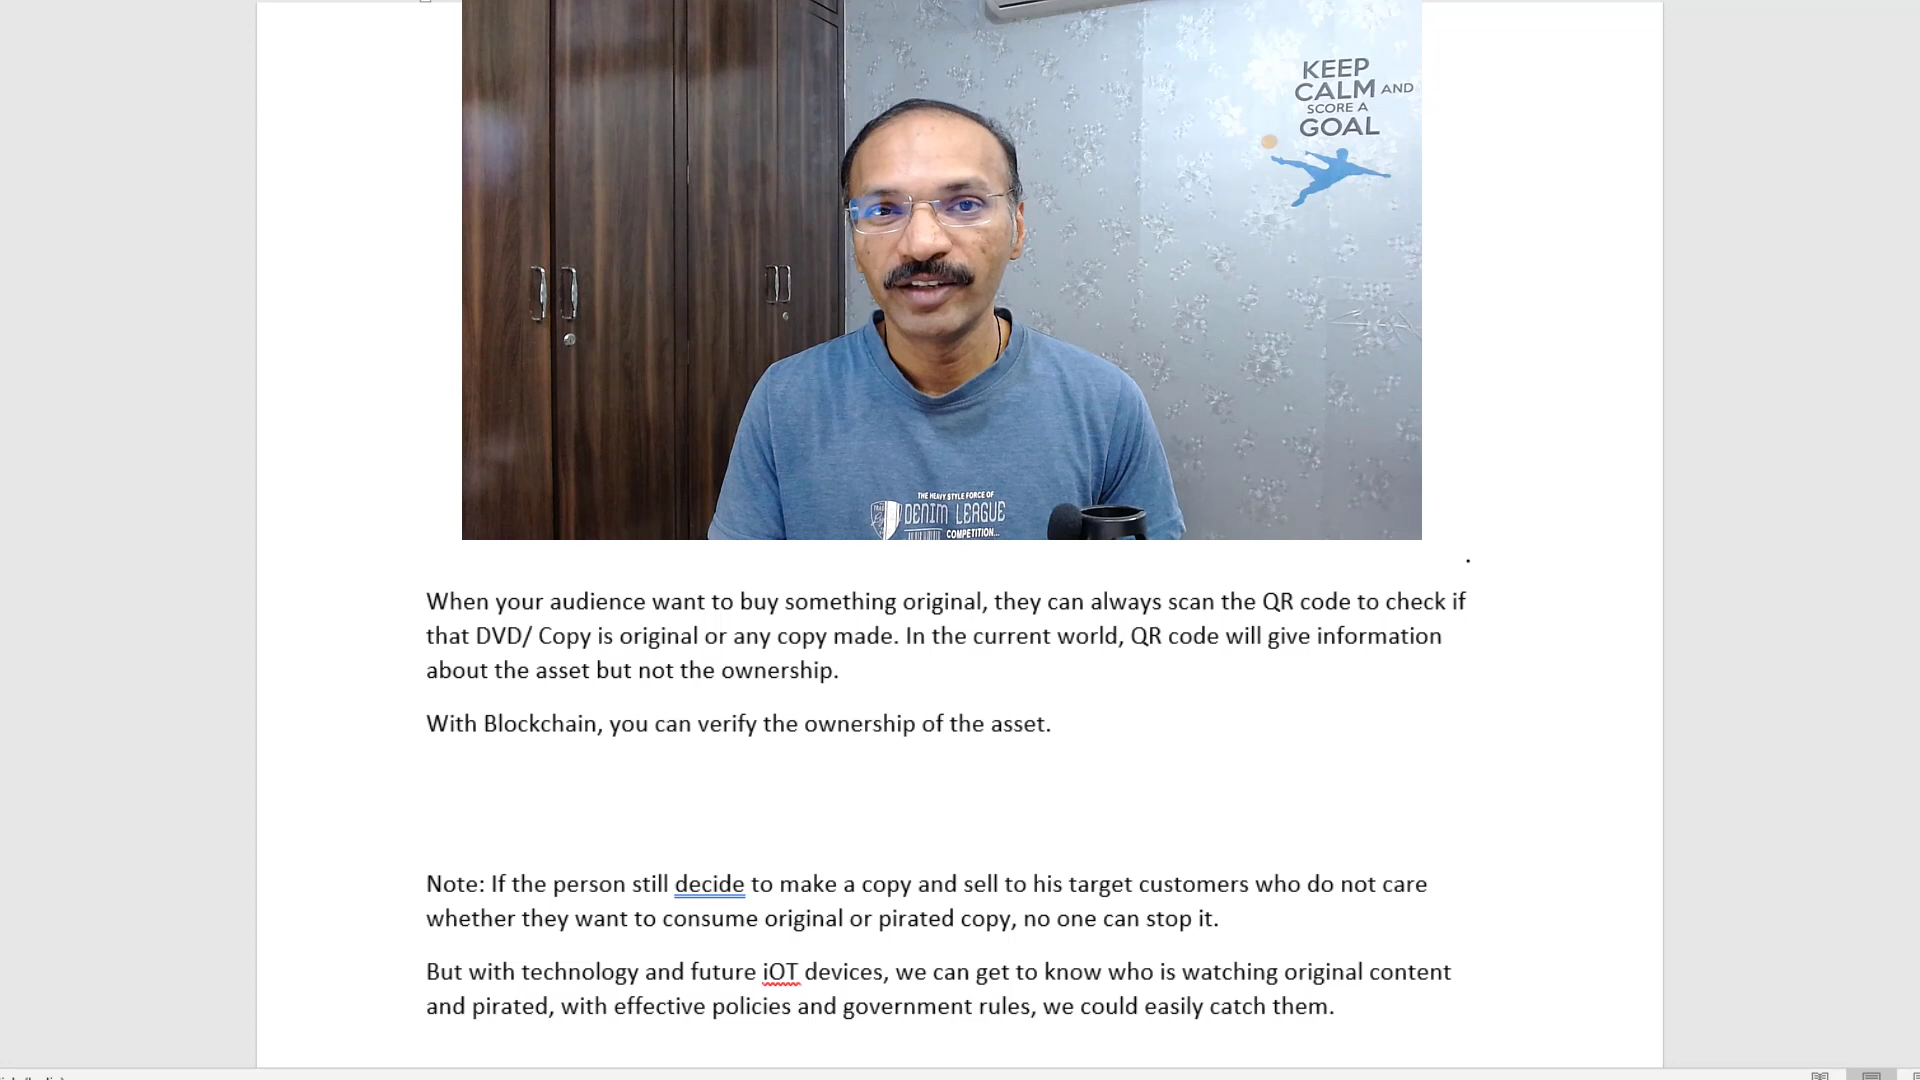 KEEP
CALM AND
SCORE A
GOAL
THE HEAVY STYLE FORCE OF
DENIM LEAGUE
COMPETITION...
.
When your audience want to buy something original, they can always scan the QR code to check if
that DVD/ Copy is original or any copy made. In the current world, QR code will give information
about the asset but not the ownership.
With Blockchain, you can verify the ownership of the asset.
Note: If the person still decide to make a copy and sell to his target customers who do not care
whether they want to consume original or pirated copy, no one can stop it.
But with technology and future iOT devices, we can get to know who is watching original content
and pirated, with effective policies and government rules, we could easily catch them.